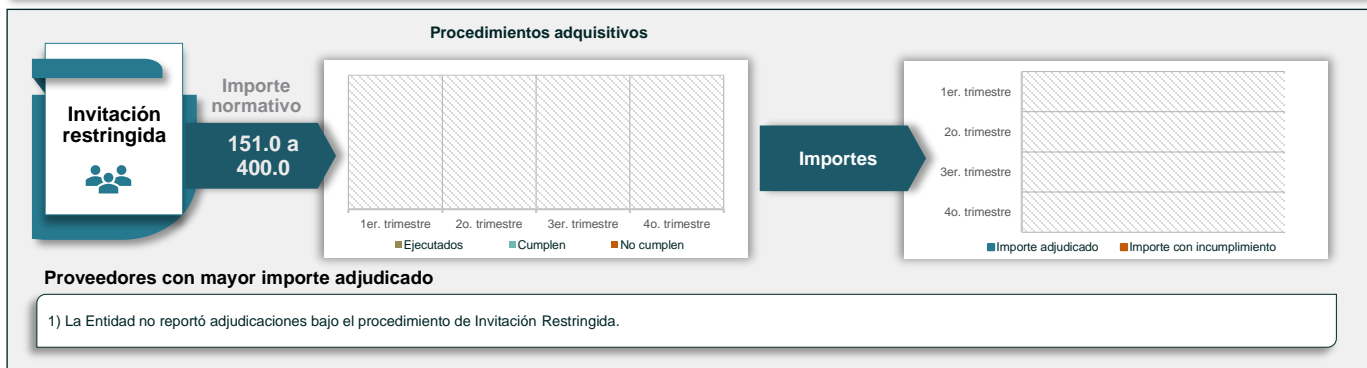 Procedimientos adquisitivos
Invitación
restringida
Importe
normativo
151.0 a
400.0
1er. trimestre 2o. trimestre 3er. trimestre 4o. trimestre
Ejecutados Cumplen No cumplen
Importes
1er. trimestre
2o. trimestre
3er. trimestre
4o. trimestre
Importe adjudicado Importe con incumplimiento
Proveedores con mayor importe adjudicado
1) La Entidad no reportó adjudicaciones bajo el procedimiento de Invitación Restringida.